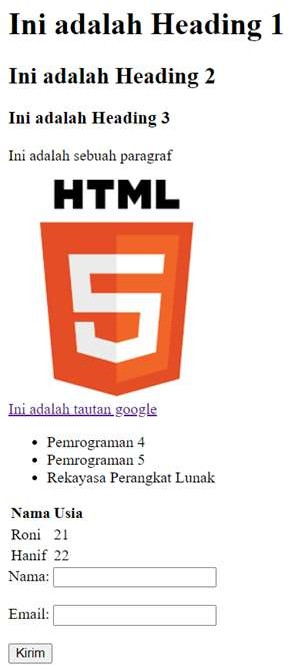 Ini adalah Heading 1
Ini adalah Heading 2
Ini adalah Heading 3
Ini adalah sebuah paragraf
HTML
5
Ini adalah tautan google
• Pemrograman 4
• Pemrograman 5
• Rekayasa Perangkat Lunak
Nama Usia
Roni 21
Hanif 22
Nama:
Email:
Kirim